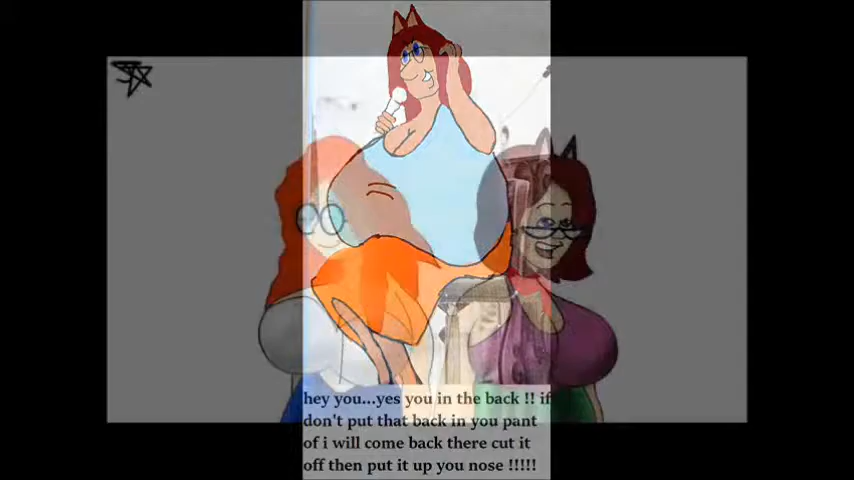 hey you...yes you in the back !! if
don't put that back in you pant
of i will come back there cut it
off then put it up you nose !!!!!